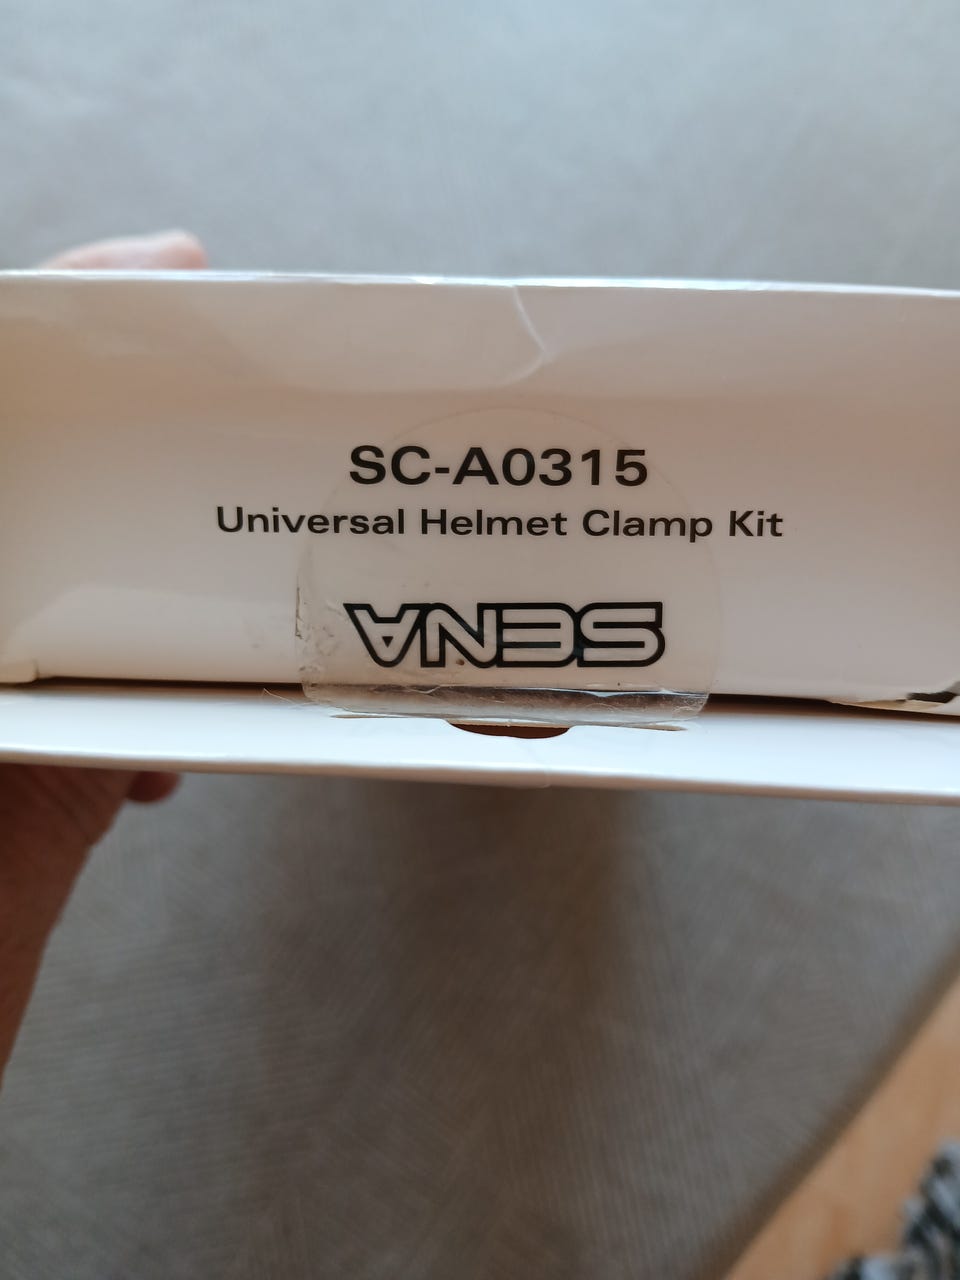 SC-A0315
Universal Helmet Clamp Kit
SENA